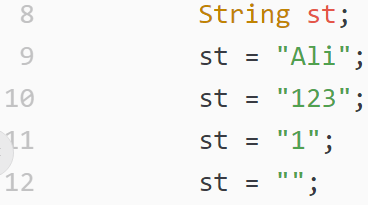 8 String st;
9 st = "Ali";
10 st = "123";
11 st = "1";
12 st = "";